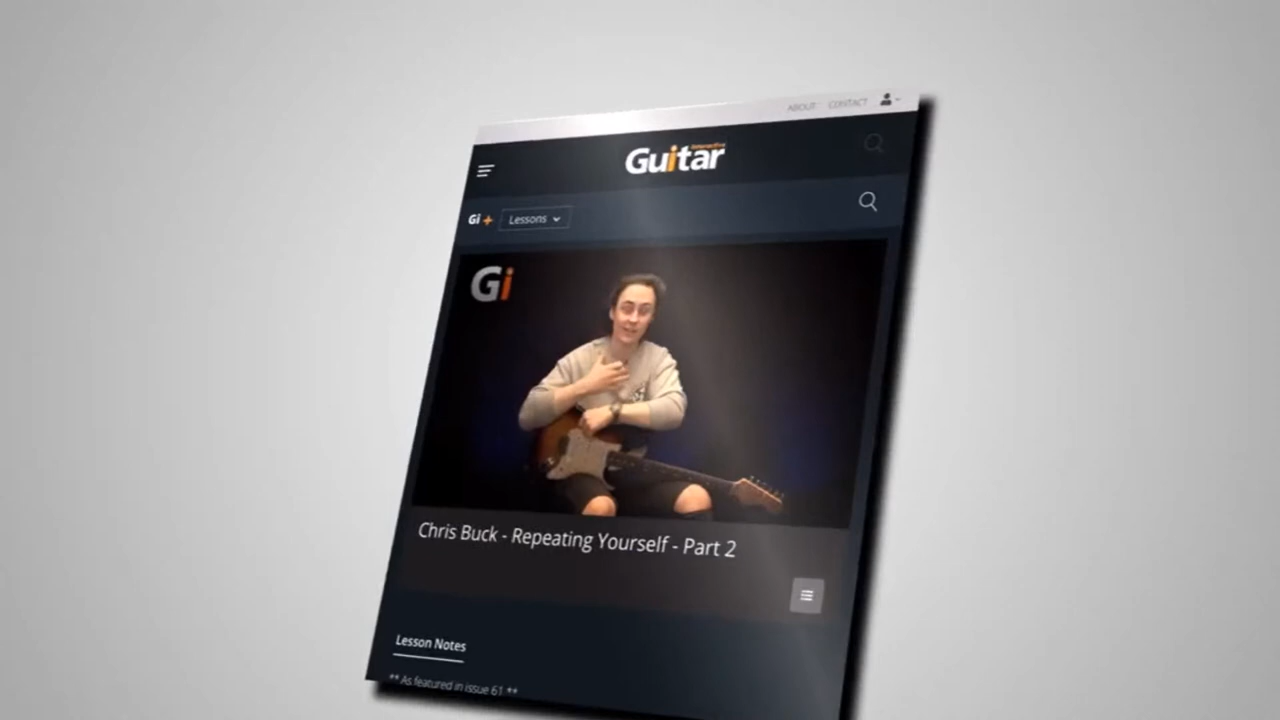 ABOUT CONTACT
Guitar
interactive
Gi+ Lessons
Gi
Chris Buck - Repeating Yourself - Part 2
Lesson Notes
** As featured in issue 61 **